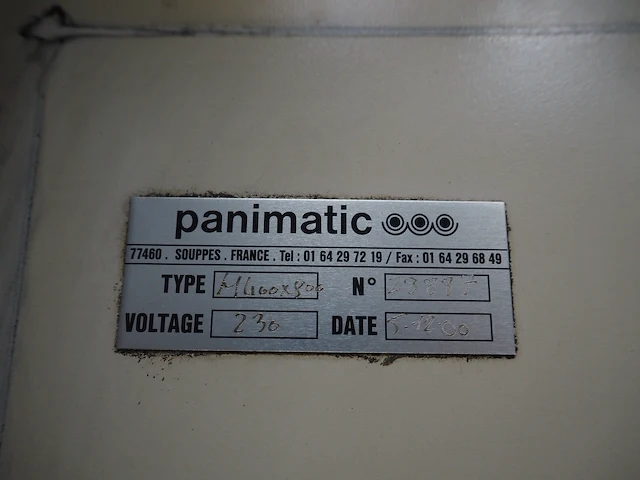 panimatic
77460 . SOUPPES . FRANCE . Tel : 01 64 29 72 19 / Fax : 01 64 29 68 49
TYPE M400x800 N°
VOLTAGE 230 DATE